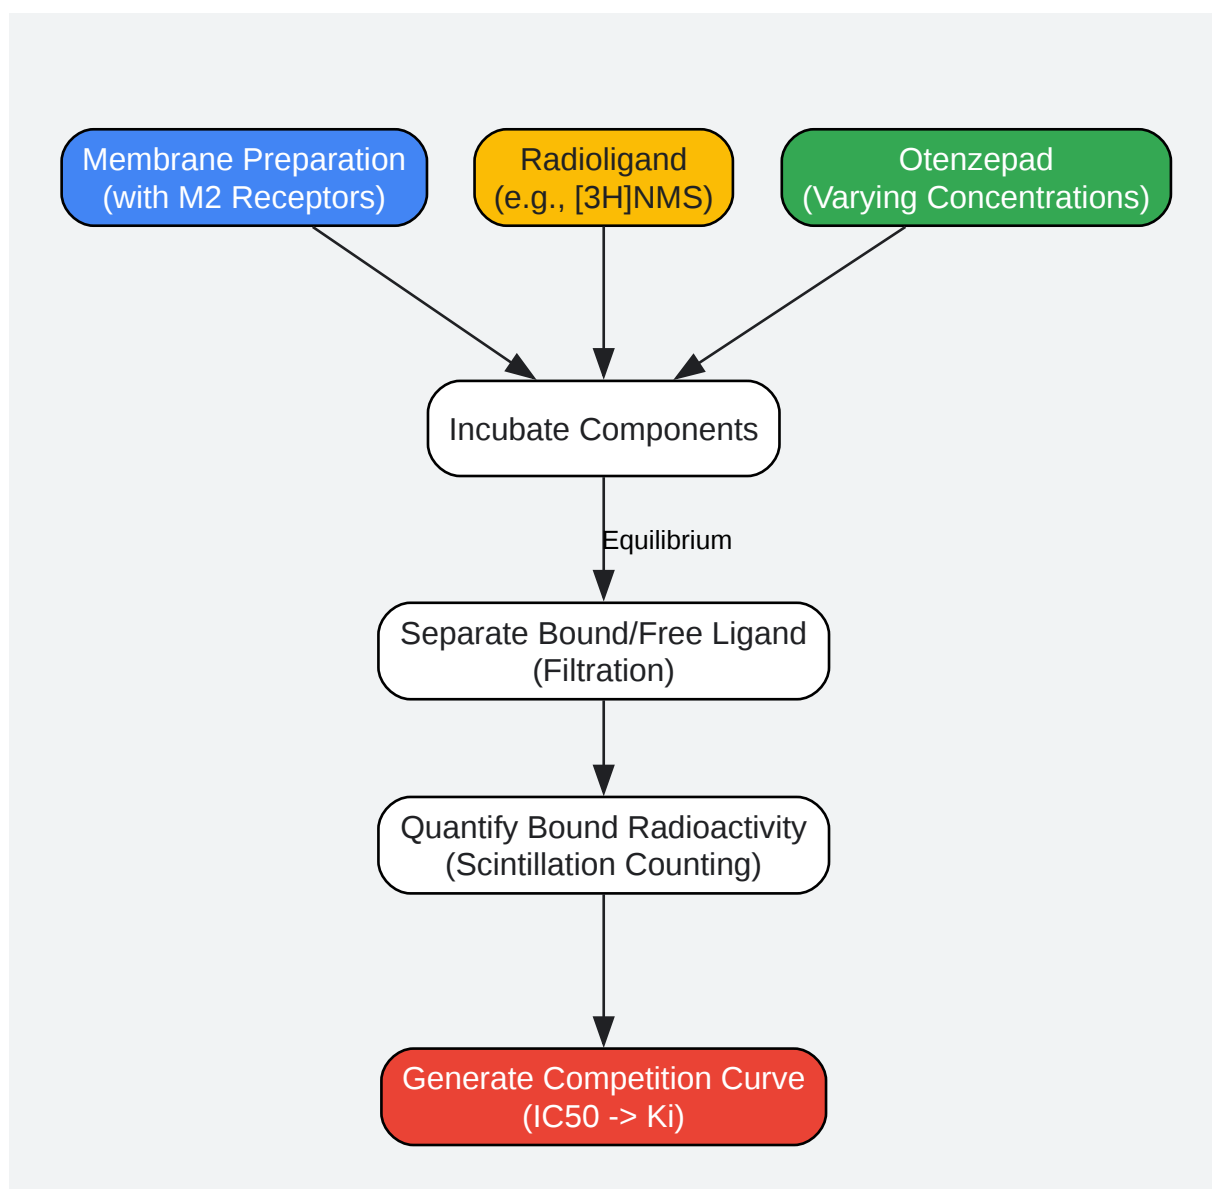 Membrane Preparation
(with M2 Receptors)
Radioligand
(e.g., [3H]NMS)
Otenzepad
(Varying Concentrations)
Incubate Components
Equilibrium
Separate Bound/Free Ligand
(Filtration)
Quantify Bound Radioactivity
(Scintillation Counting)
Generate Competition Curve
(IC50 -> Ki)